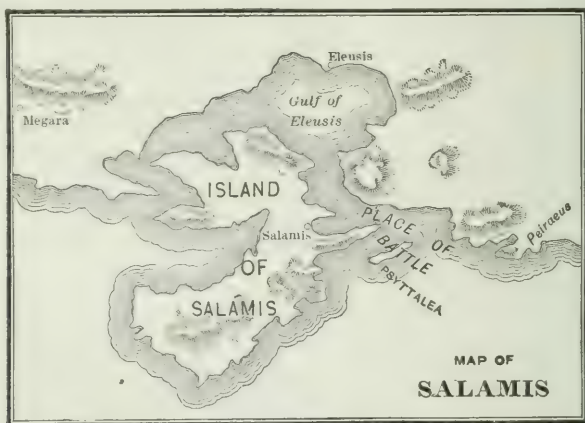 Eleusis
Gulf of
Eleusis
Megara
ISLAND
Salamis
PLACE OF
BATTLE
Peiraeus
OF
PSYTTALEA
SALAMIS
MAP OF
SALAMIS